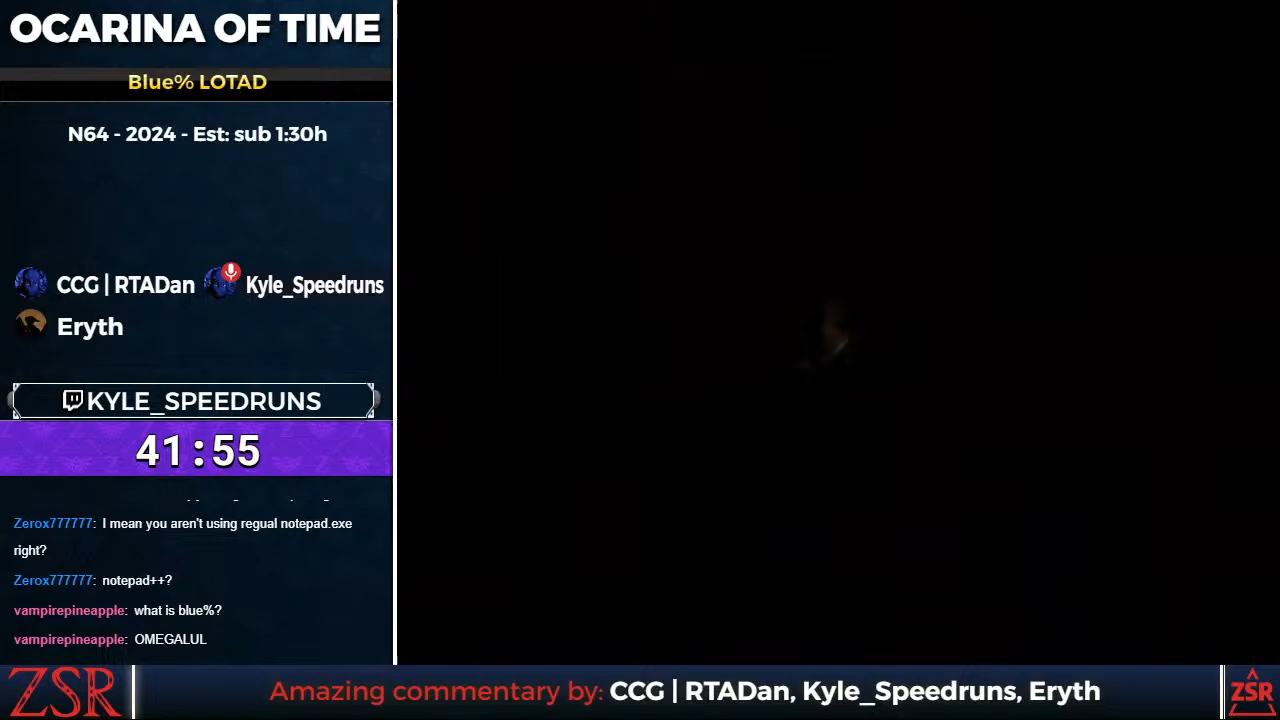 OCARINA OF TIME
Blue% LOTAD
N64 - 2024 - Est: sub 1:30h
CCG | RTADan Kyle_Speedruns
Eryth
KYLE_SPEEDRUNS
41:55
Zerox777777: I mean you aren't using regual notepad.exe
right?
Zerox777777: notepad++?
vampirepineapple: what is blue%?
vampirepineapple: OMEGALUL
ZSR Amazing commentary by: CCG | RTADan, Kyle_Speedruns, Eryth ZSR